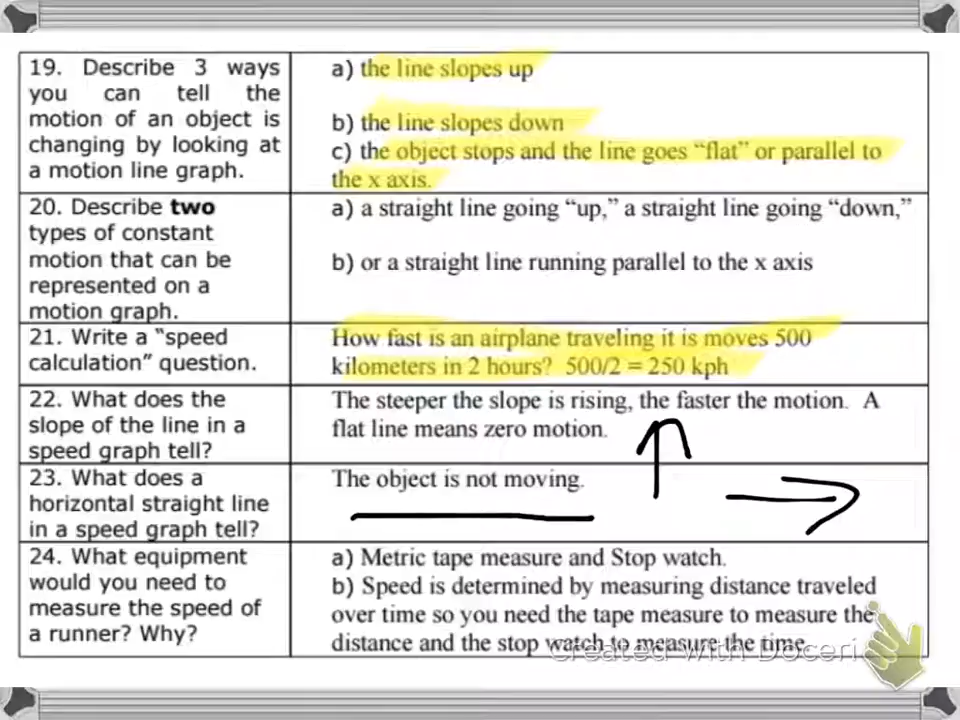 19. Describe 3 ways
you can tell the
motion of an object is
changing by looking at
a motion line graph.
a) the line slopes up
b) the line slopes down
c) the object stops and the line goes “flat” or parallel to
the x axis.
20. Describe two
types of constant
motion that can be
represented on a
motion graph.
a) a straight line going “up,” a straight line going “down,”
b) or a straight line running parallel to the x axis
21. Write a “speed
calculation” question.
How fast is an airplane traveling it is moves 500
kilometers in 2 hours? 500/2 = 250 kph
22. What does the
slope of the line in a
speed graph tell?
The steeper the slope is rising, the faster the motion. A
flat line means zero motion.
23. What does a
horizontal straight line
in a speed graph tell?
The object is not moving.
24. What equipment
would you need to
measure the speed of
a runner? Why?
a) Metric tape measure and Stop watch.
b) Speed is determined by measuring distance traveled
over time so you need the tape measure to measure the
distance and the stop watch to measure the time.
Created with Doceri